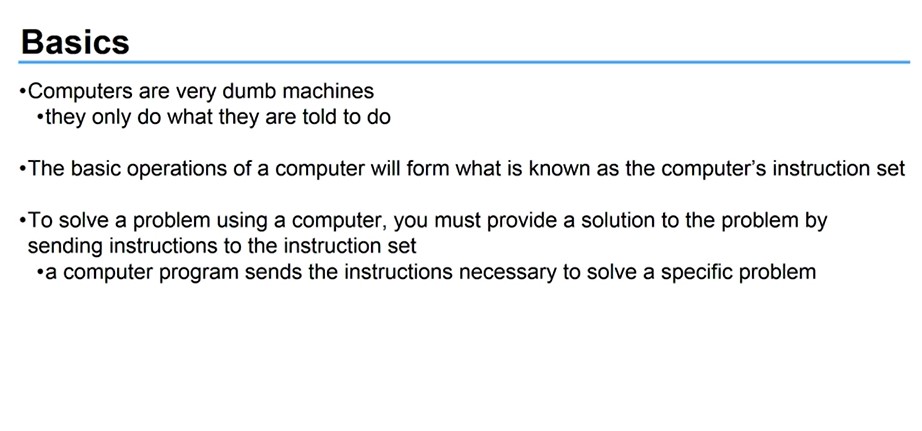 Basics
•Computers are very dumb machines
•they only do what they are told to do
•The basic operations of a computer will form what is known as the computer’s instruction set
•To solve a problem using a computer, you must provide a solution to the problem by
sending instructions to the instruction set
•a computer program sends the instructions necessary to solve a specific problem